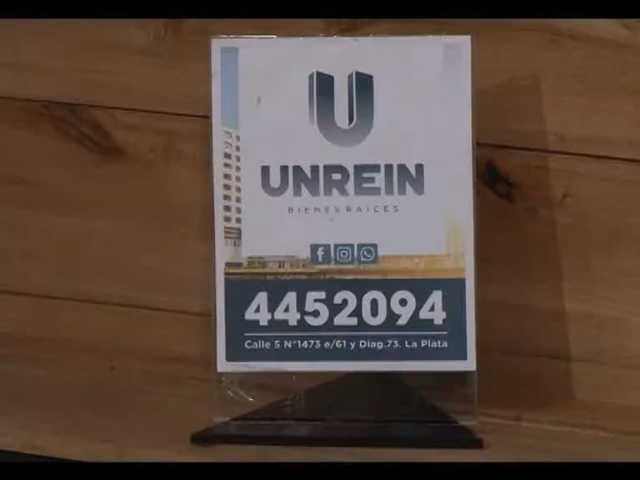 U
UNREIN
BIENES RAICES
4452094
Calle 5 N°1473 e/61 y Diag.73. La Plata